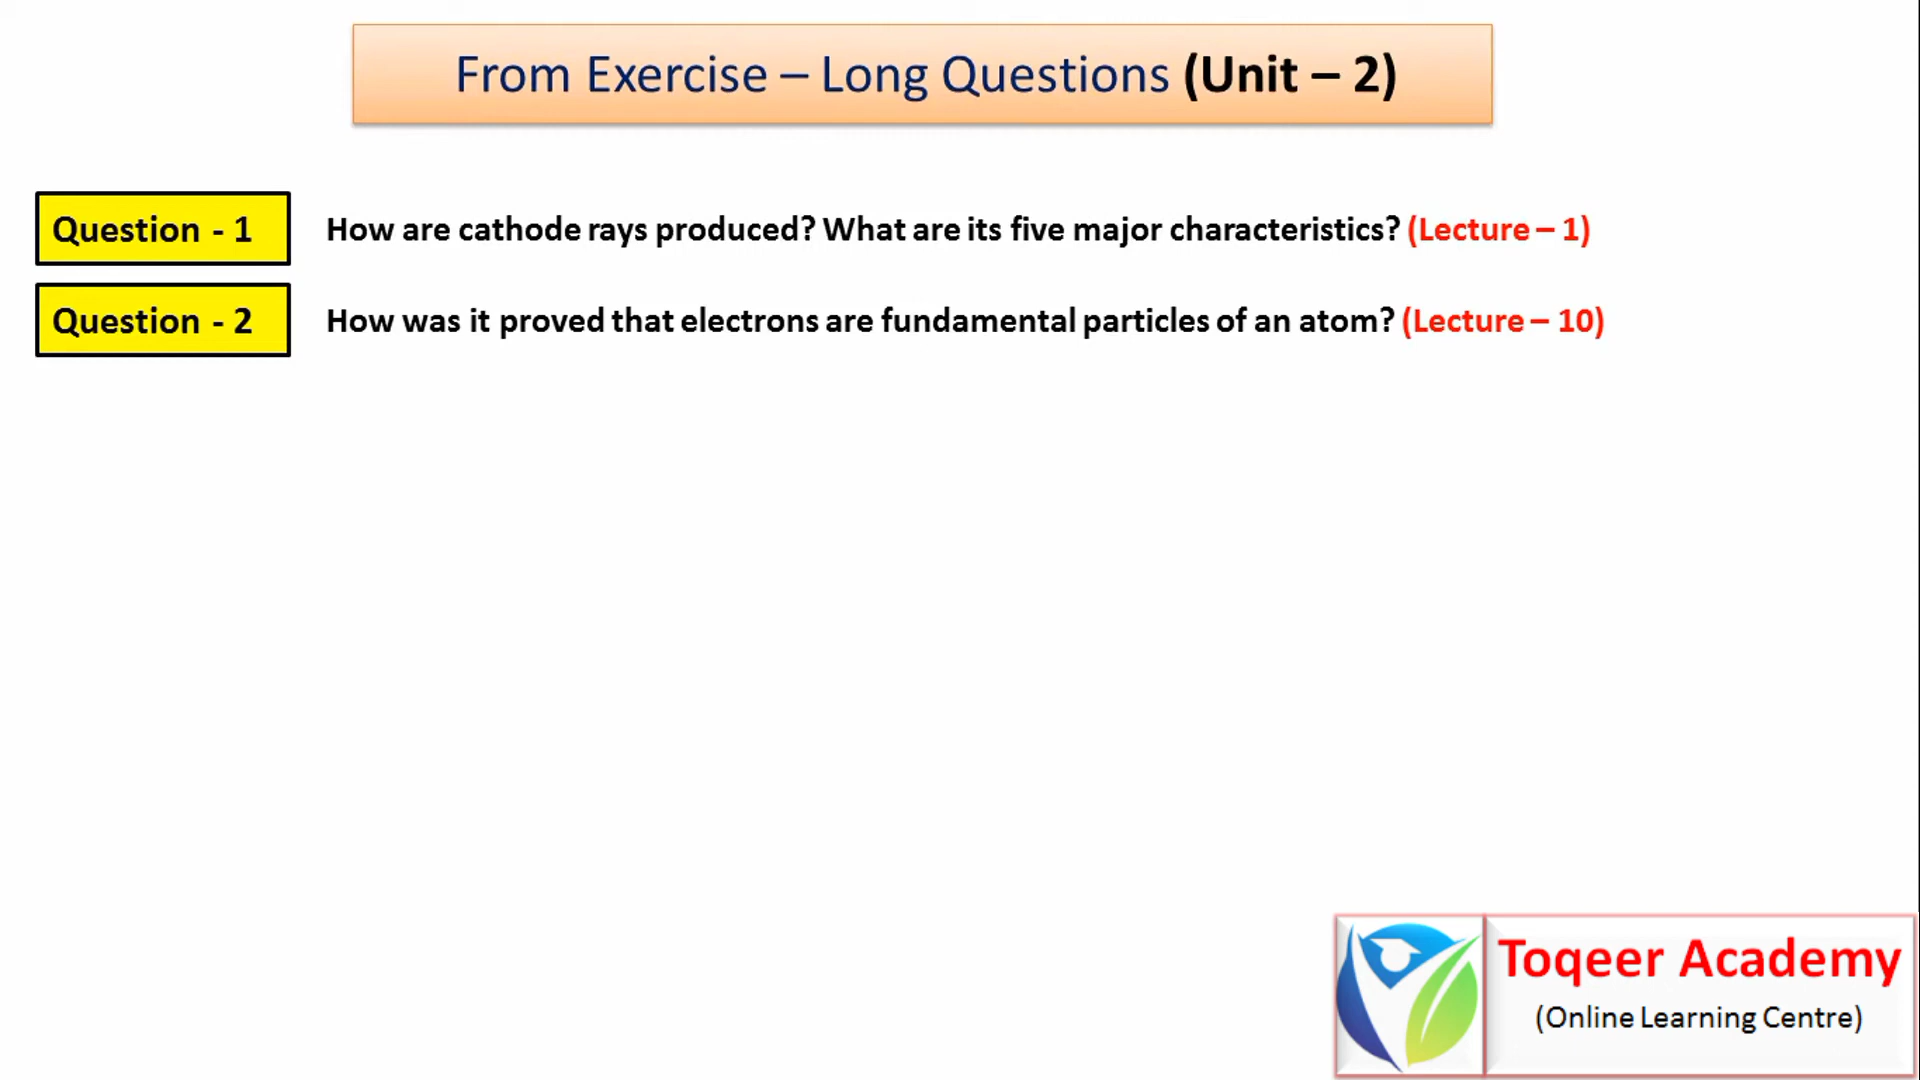 From Exercise – Long Questions (Unit – 2)
Question - 1
How are cathode rays produced? What are its five major characteristics? (Lecture – 1)
Question - 2
How was it proved that electrons are fundamental particles of an atom? (Lecture – 10)
Toqeer Academy
(Online Learning Centre)